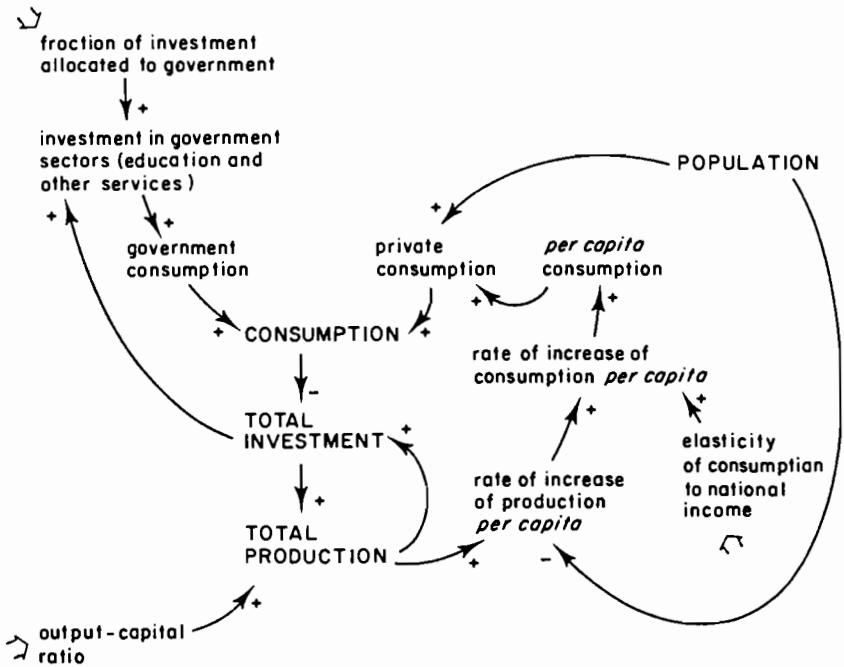 fraction of investment
allocated to government
+
investment in government
sectors (education and
other services)
+
+
POPULATION
+
government
consumption
private
consumption
per capita
consumption
+
+
+
+
CONSUMPTION
rate of increase of
consumption per capita
-
+
+
TOTAL
INVESTMENT
+
elasticity
of consumption
to national
income
+
rate of increase
of production
per capita
TOTAL
PRODUCTION
+
-
+
output-capital
ratio